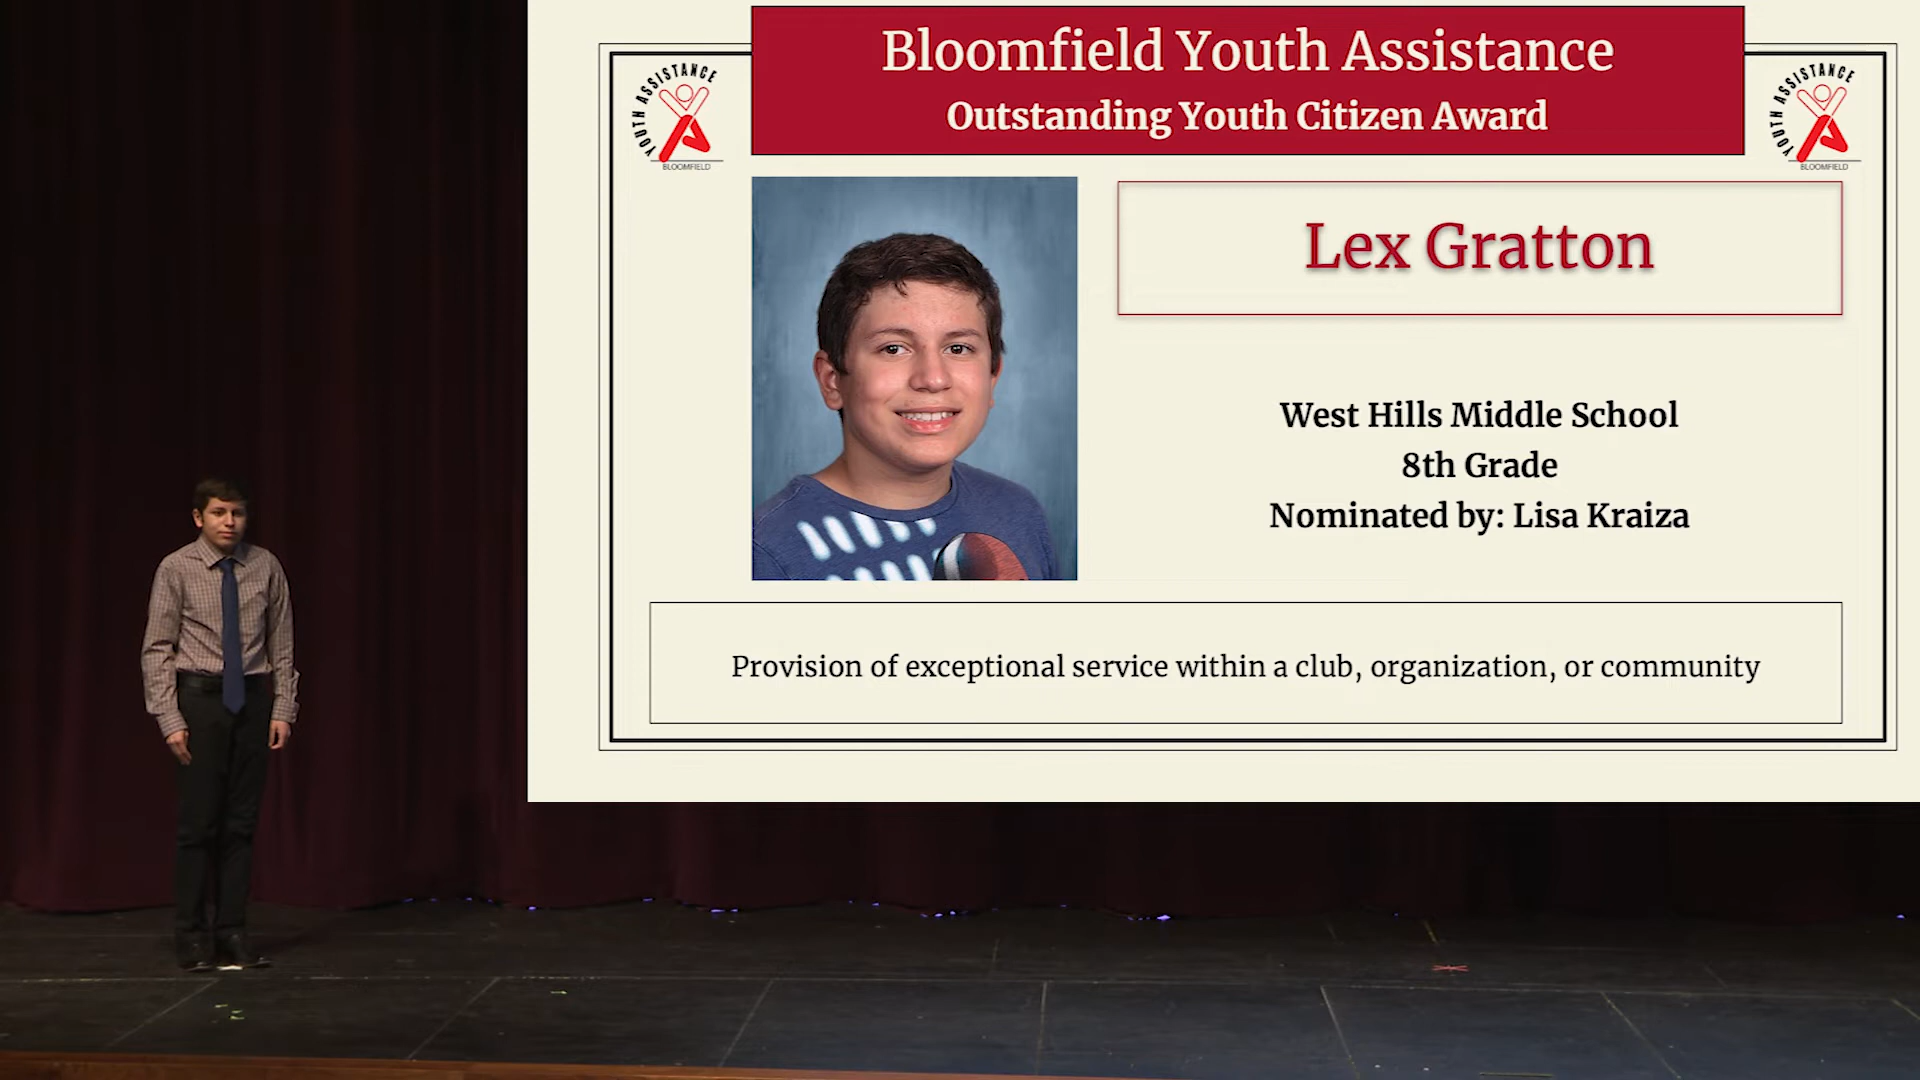 Bloomfield Youth Assistance
Outstanding Youth Citizen Award
YOUTH ASSISTANCE
BLOOMFIELD
YOUTH ASSISTANCE
BLOOMFIELD
Lex Gratton
West Hills Middle School
8th Grade
Nominated by: Lisa Kraiza
Provision of exceptional service within a club, organization, or community